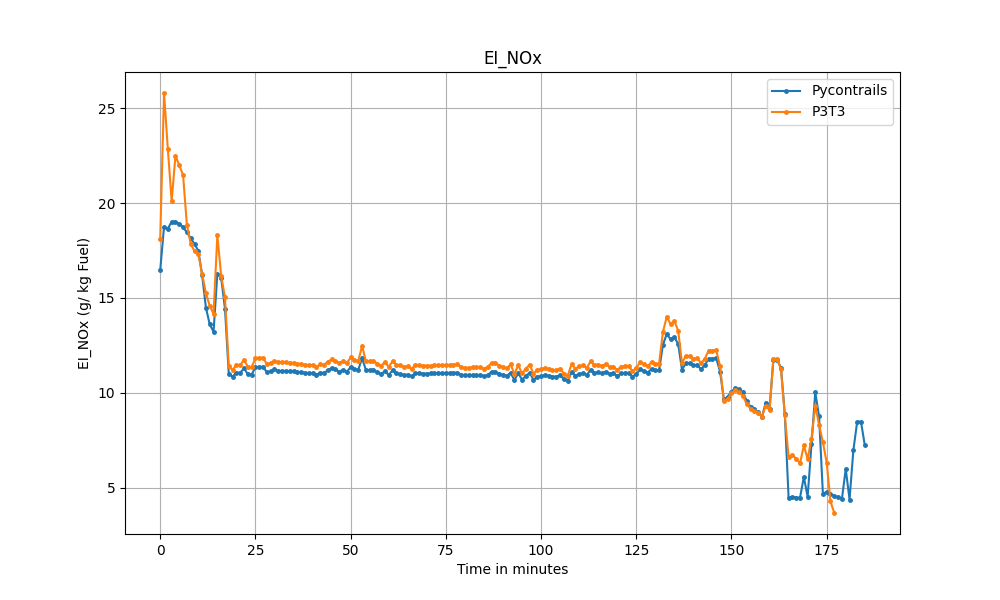 EI_NOx
Pycontrails
P3T3
25
20
15
10
5
EI_NOx (g/ kg Fuel)
0 25 50 75 100 125 150 175
Time in minutes